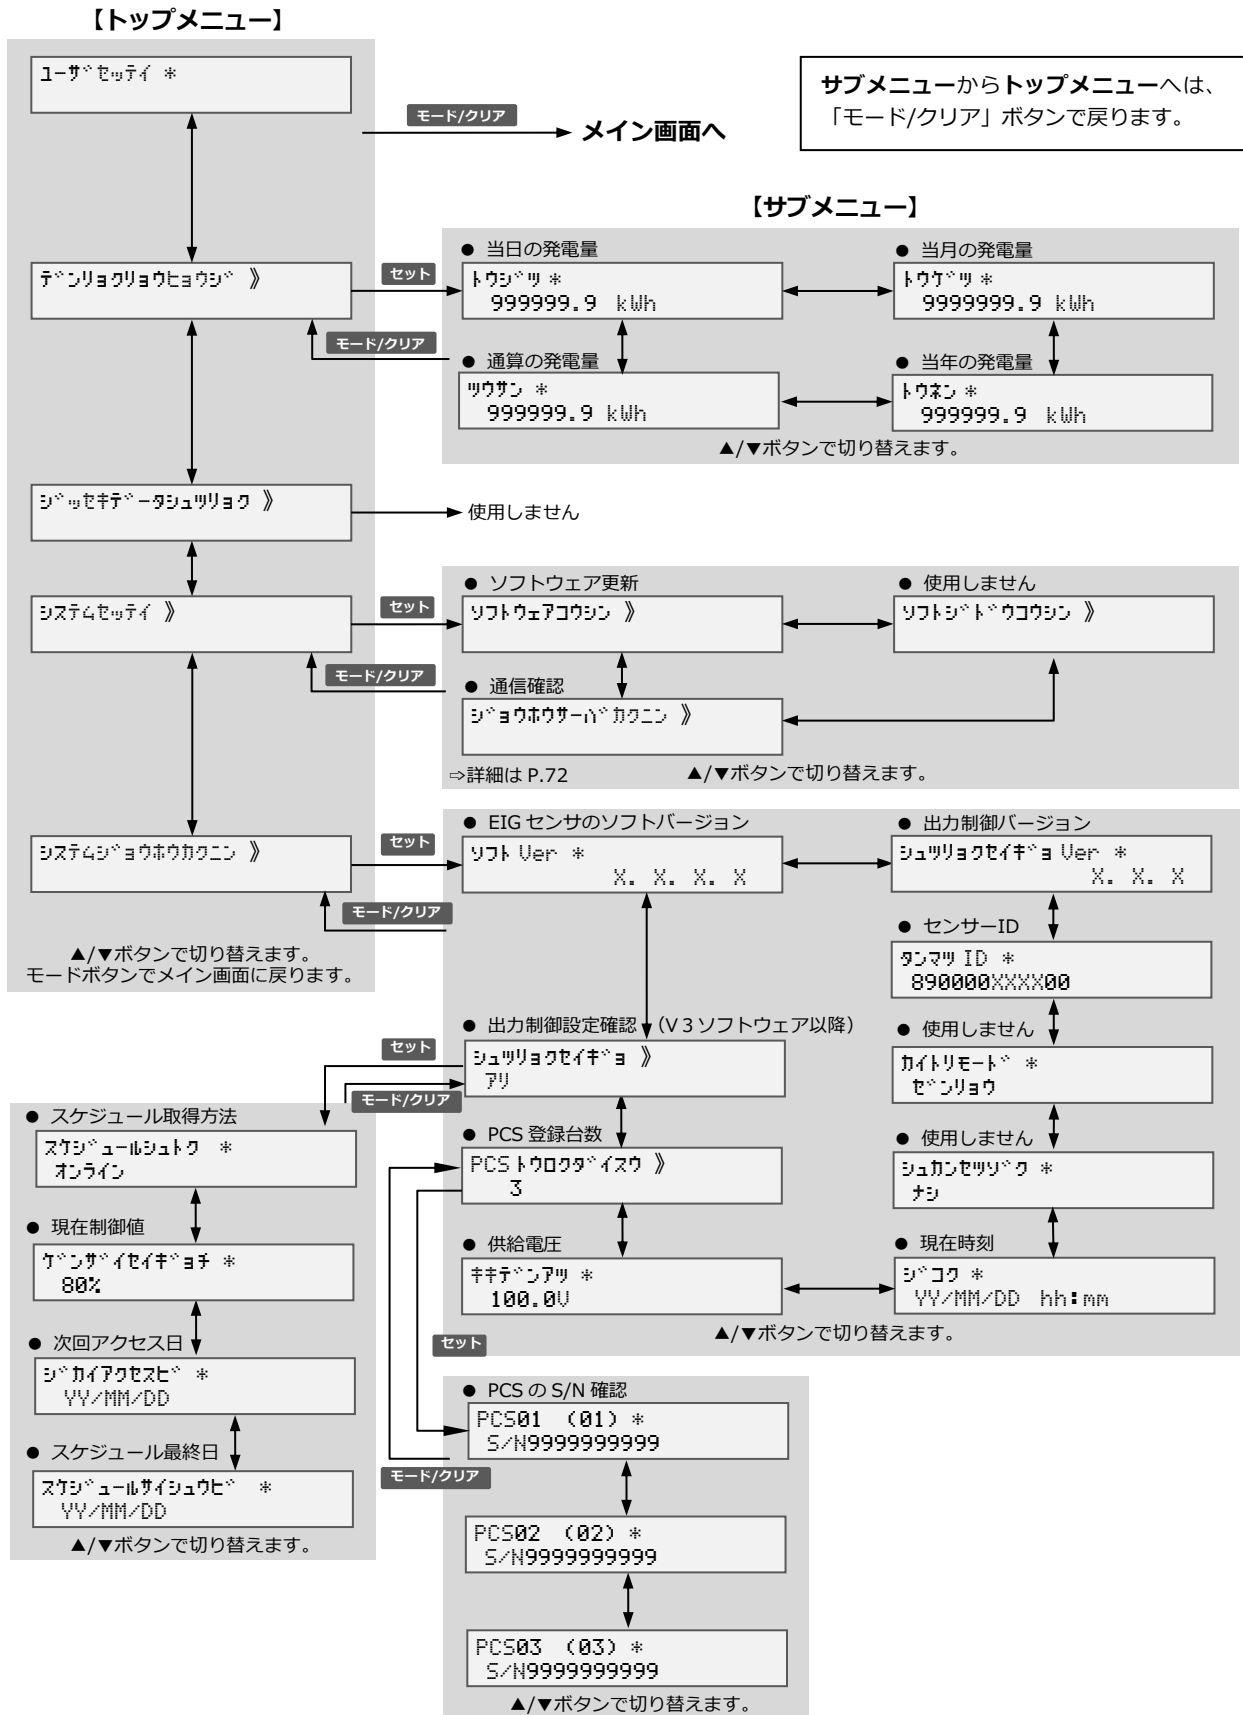 【トップメニュー】
ユーザセッテイ *
モード/クリア
メイン画面へ
サブメニューからトップメニューへは、
「モード/クリア」ボタンで戻ります。
【サブメニュー】
デンリョクリョウヒョウジ 》
セット
モード/クリア
● 当日の発電量
トウジツ *
999999.9 kWh
● 当月の発電量
トウゲツ *
9999999.9 kWh
● 通算の発電量
ツウサン *
999999.9 kWh
● 当年の発電量
トウネン *
999999.9 kWh
▲/▼ボタンで切り替えます。
ジッセキデータシュツリョク 》
使用しません
システムセッテイ 》
セット
モード/クリア
● ソフトウェア更新
ソフトウェアコウシン 》
● 使用しません
ソフトジドウコウシン 》
● 通信確認
ジョウホウサーバカクニン 》
⇨詳細は P.72
▲/▼ボタンで切り替えます。
システムジョウホウカクニン 》
セット
モード/クリア
▲/▼ボタンで切り替えます。
モードボタンでメイン画面に戻ります。
● EIG センサのソフトバージョン
ソフト Ver *
X. X. X. X
● 出力制御バージョン
シュツリョクセイギョ Ver *
X. X. X
● センサーID
タンマツ ID *
890000XXXX00
● 出力制御設定確認 (V３ソフトウェア以降)
シュツリョクセイギョ 》
アリ
● 使用しません
カイトリモード *
ゼンリョウ
● PCS 登録台数
PCS トウロクダイスウ 》
3
● 使用しません
シュカンセツゾク *
ナシ
● 供給電圧
キキデンアツ *
100.0V
● 現在時刻
ジコク *
YY/MM/DD hh:mm
▲/▼ボタンで切り替えます。
セット
モード/クリア
● スケジュール取得方法
スケジュールシュトク *
オンライン
● 現在制御値
ゲンザイセイギョチ *
80%
● 次回アクセス日
ジカイアクセスビ *
YY/MM/DD
● スケジュール最終日
スケジュールサイシュウビ *
YY/MM/DD
▲/▼ボタンで切り替えます。
セット
モード/クリア
● PCS の S/N 確認
PCS01 (01) *
S/N9999999999
PCS02 (02) *
S/N9999999999
PCS03 (03) *
S/N9999999999
▲/▼ボタンで切り替えます。